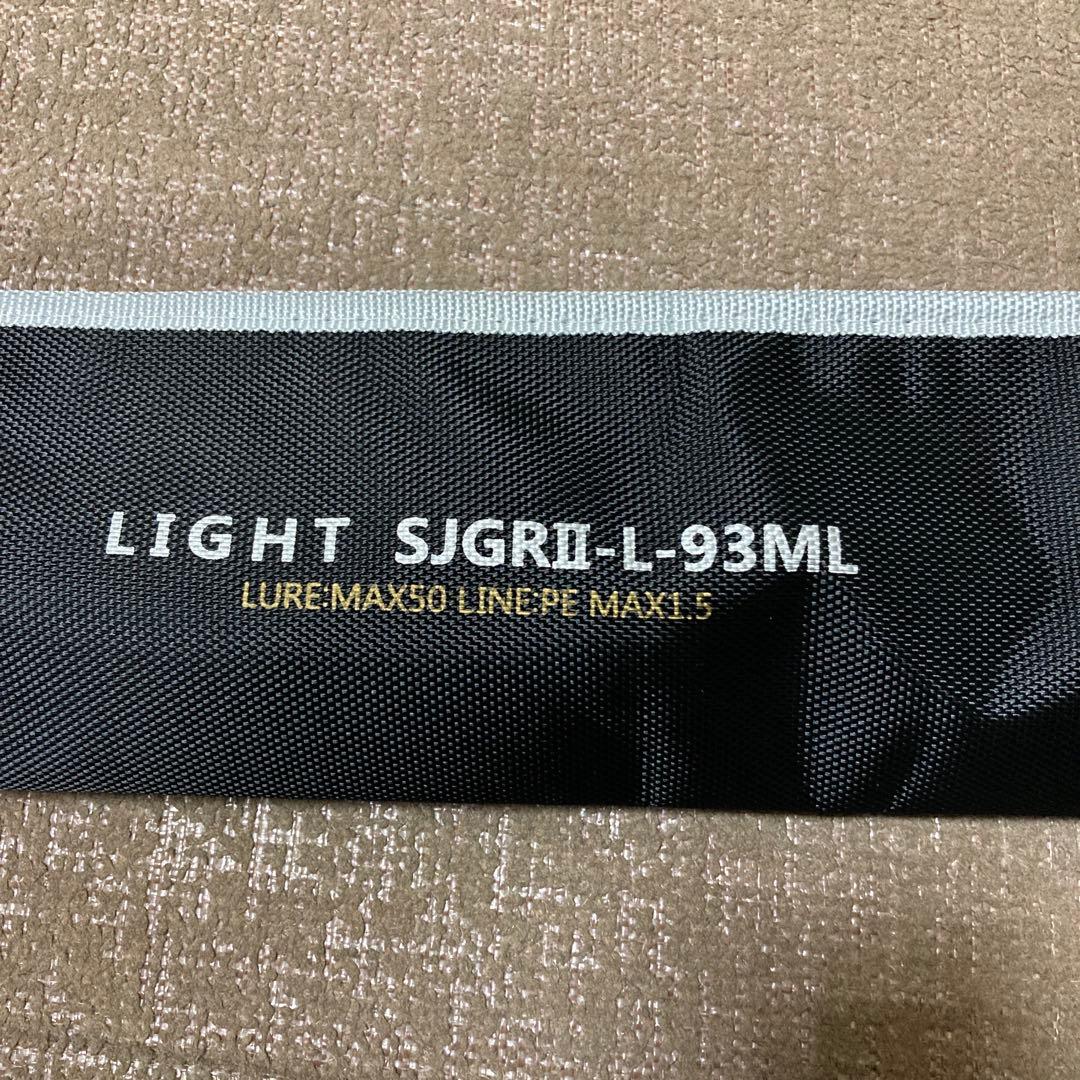 LIGHT SJGRⅡ-L-93ML
LURE:MAX50 LINE:PE MAX1.5